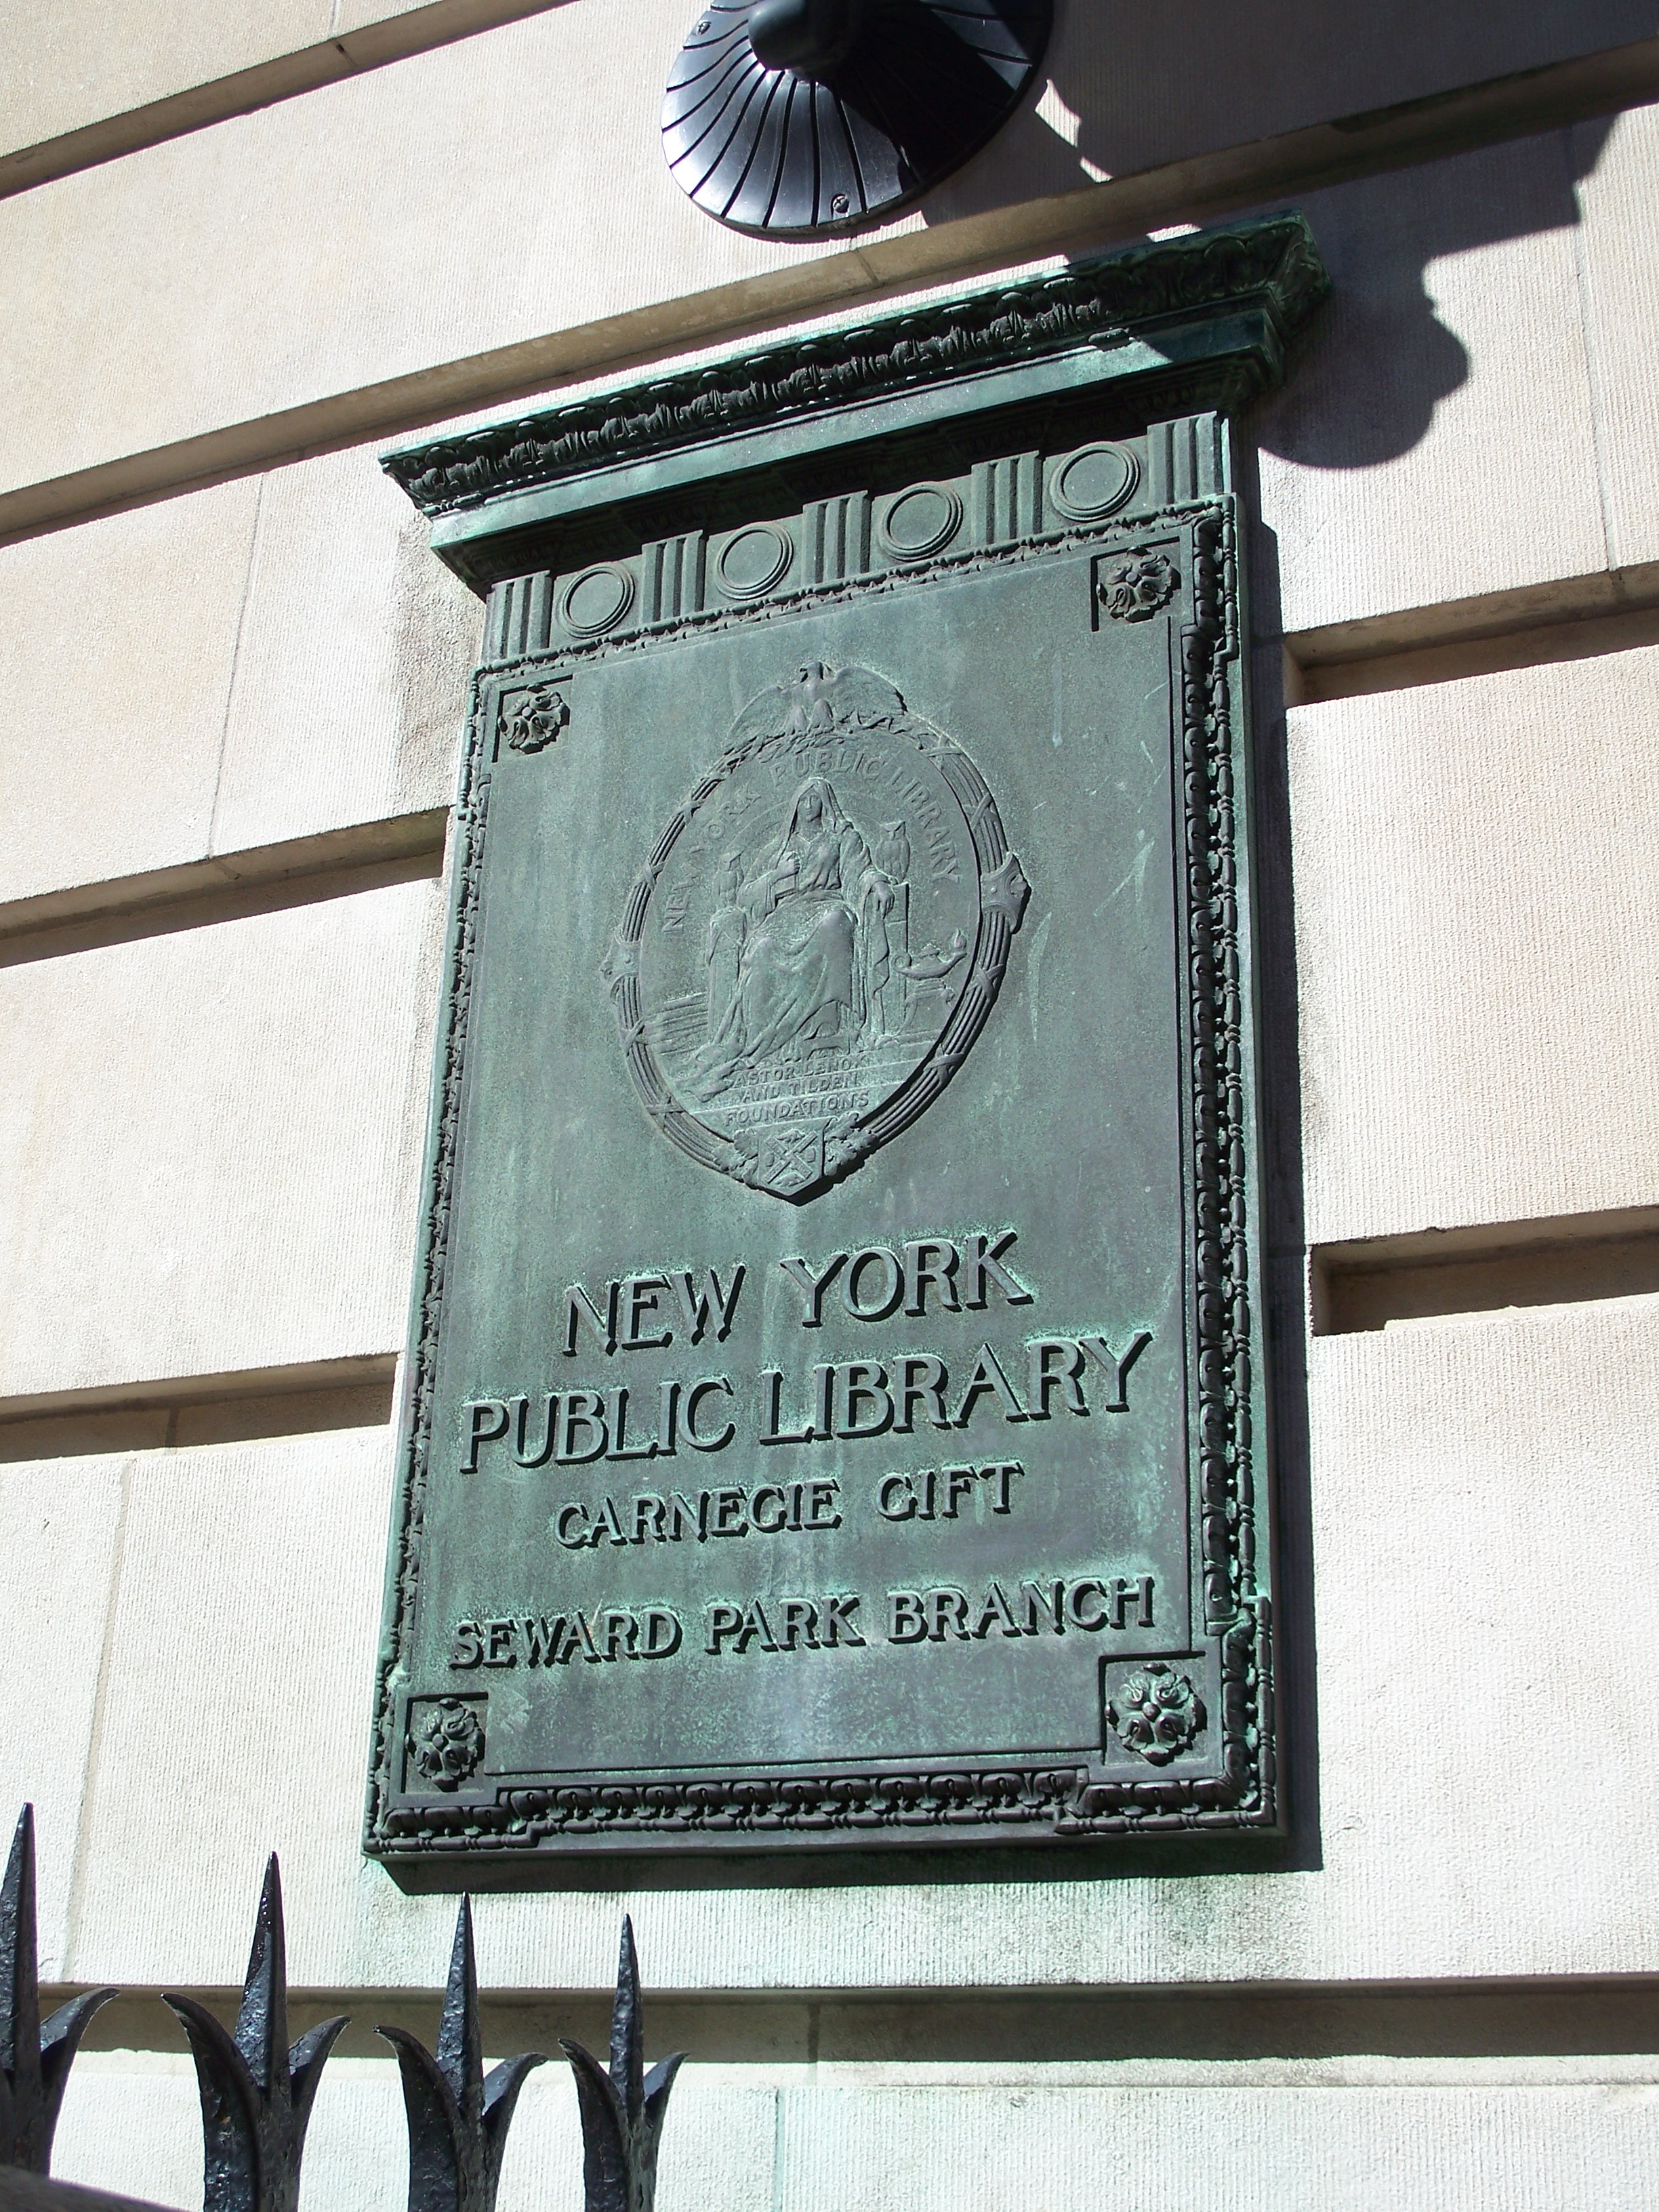 NEW YORK PUBLIC LIBRARY
ASTOR LENOX
AND TILDEN
FOUNDATIONS
NEW YORK
PUBLIC LIBRARY
CARNEGIE GIFT
SEWARD PARK BRANCH